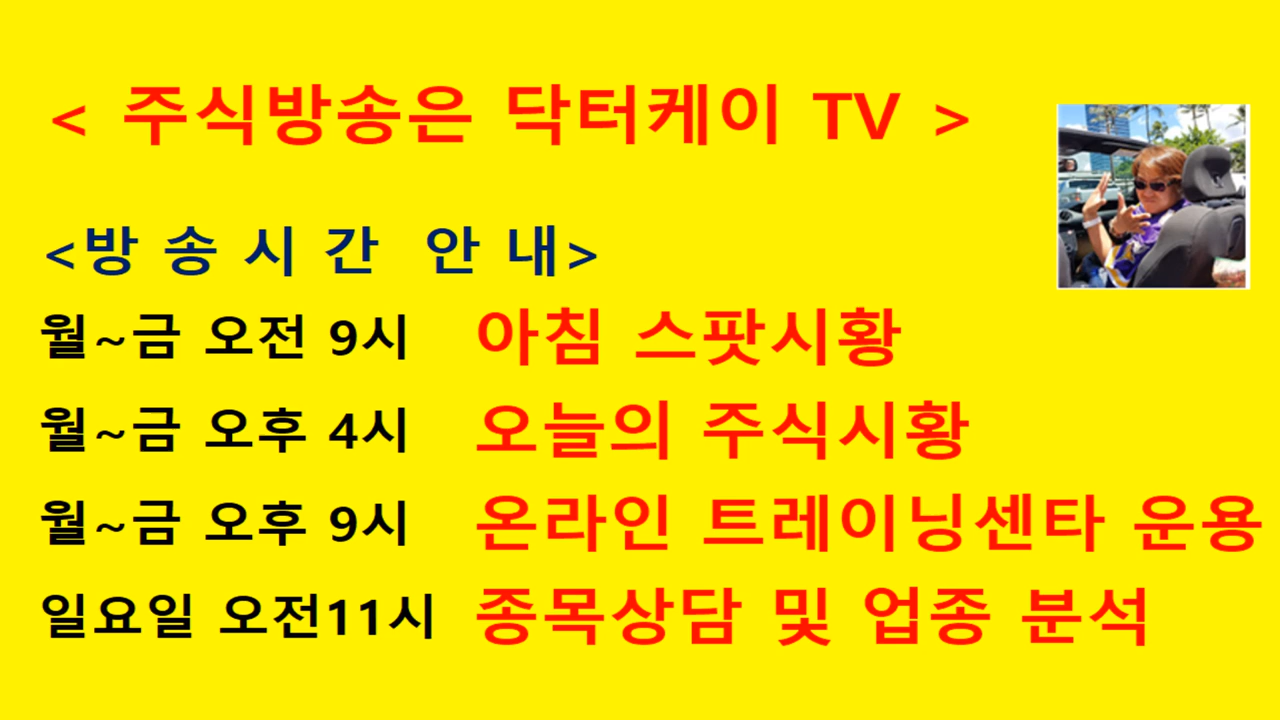 < 주식방송은 닥터케이 TV >
<방 송 시 간 안 내>
월~금 오전 9시 아침 스팟시황
월~금 오후 4시 오늘의 주식시황
월~금 오후 9시 온라인 트레이닝센타 운용
일요일 오전11시 종목상담 및 업종 분석